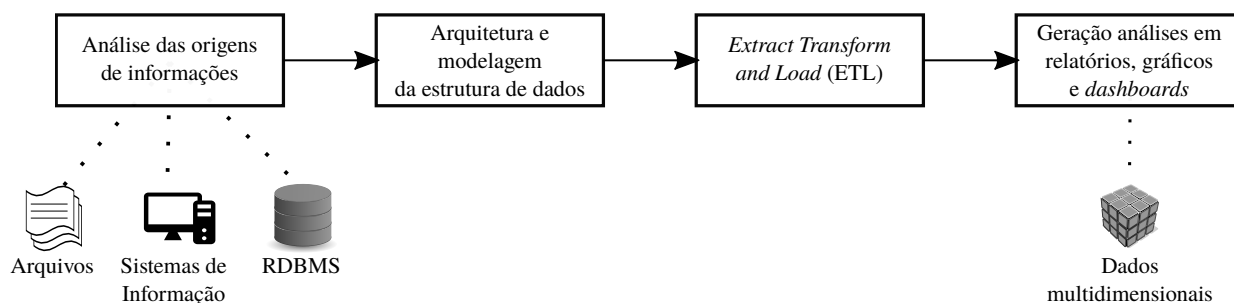 Análise das origens
de informações
Arquitetura e
modelagem
da estrutura de dados
Extract Transform
and Load (ETL)
Geração análises em
relatórios, gráficos
e dashboards
Arquivos
Sistemas de
Informação
RDBMS
Dados
multidimensionais